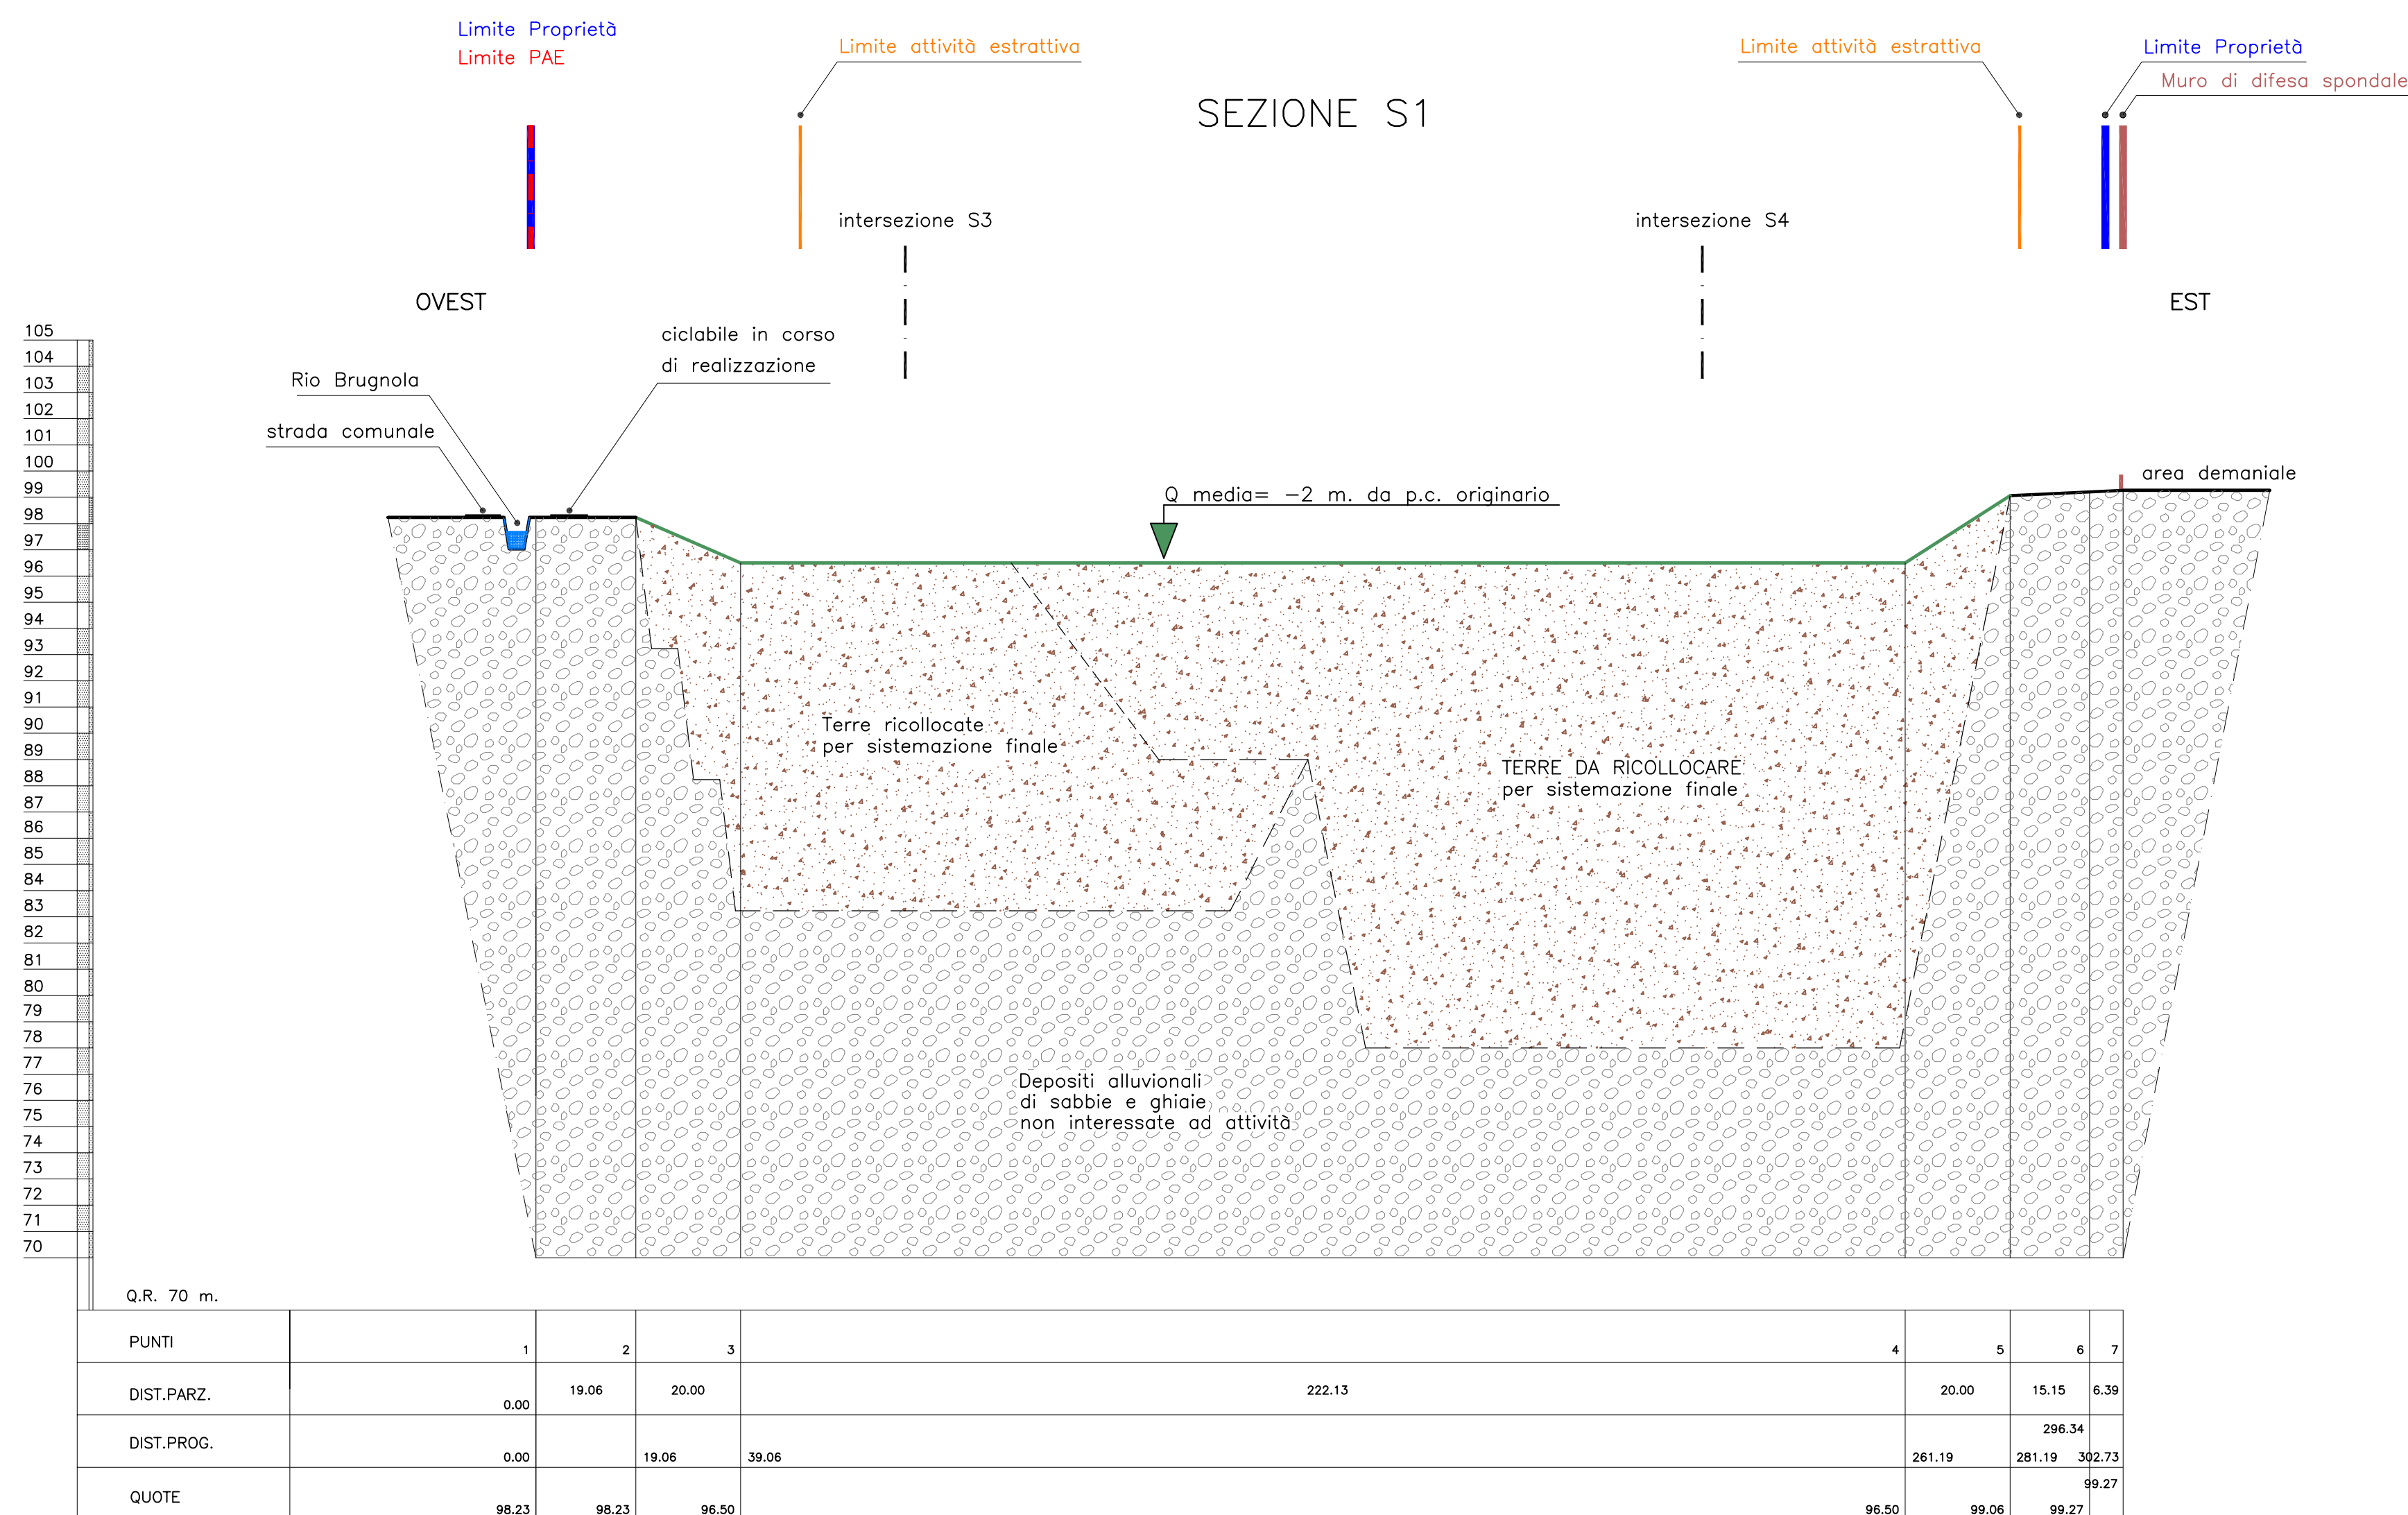 Limite Proprietà
Limite PAE
Limite attività estrattiva
Limite attività estrattiva
Limite Proprietà
Muro di difesa spondale
SEZIONE S1
intersezione S3
intersezione S4
OVEST
EST
ciclabile in corso
di realizzazione
Rio Brugnola
strada comunale
Q media= −2 m. da p.c. originario
area demaniale
105
104
103
102
101
100
99
98
97
96
95
94
93
92
91
90
89
88
87
86
85
84
83
82
81
80
79
78
77
76
75
74
73
72
71
70
Terre ricollocate
per sistemazione finale
TERRE DA RICOLLOCARE
per sistemazione finale
Depositi alluvionali
di sabbie e ghiaie
non interessate ad attività
Q.R. 70 m.
PUNTI 1 2 3 4 5 6 7
DIST.PARZ. 0.00 19.06 20.00 222.13 20.00 15.15 6.39
DIST.PROG. 0.00 19.06 39.06 261.19 281.19 296.34 302.73
QUOTE 98.23 98.23 96.50 96.50 99.06 99.27 99.27